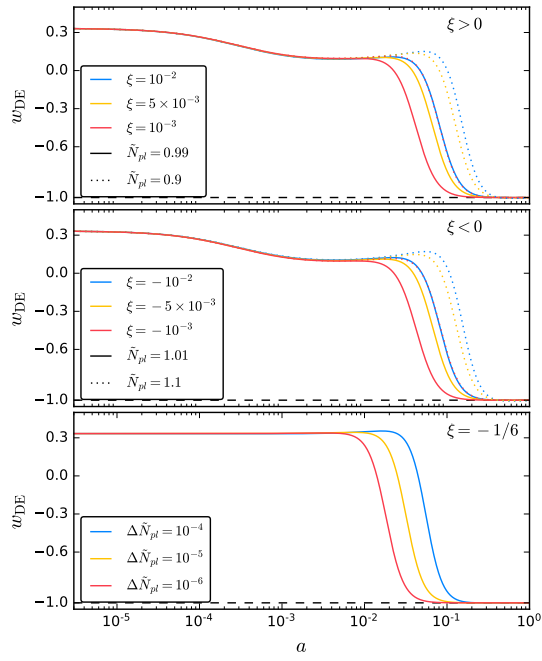 ξ > 0
0.3
0.0
−0.3
−0.6
−1.0
w_DE
ξ = 10⁻²
ξ = 5 × 10⁻³
ξ = 10⁻³
Ñ_pl = 0.99
Ñ_pl = 0.9
ξ < 0
0.3
0.0
−0.3
−0.6
−1.0
w_DE
ξ = − 10⁻²
ξ = − 5 × 10⁻³
ξ = − 10⁻³
Ñ_pl = 1.01
Ñ_pl = 1.1
ξ = − 1/6
0.3
0.0
−0.3
−0.6
−1.0
w_DE
ΔÑ_pl = 10⁻⁴
ΔÑ_pl = 10⁻⁵
ΔÑ_pl = 10⁻⁶
10⁻⁵ 10⁻⁴ 10⁻³ 10⁻² 10⁻¹ 10⁰
a